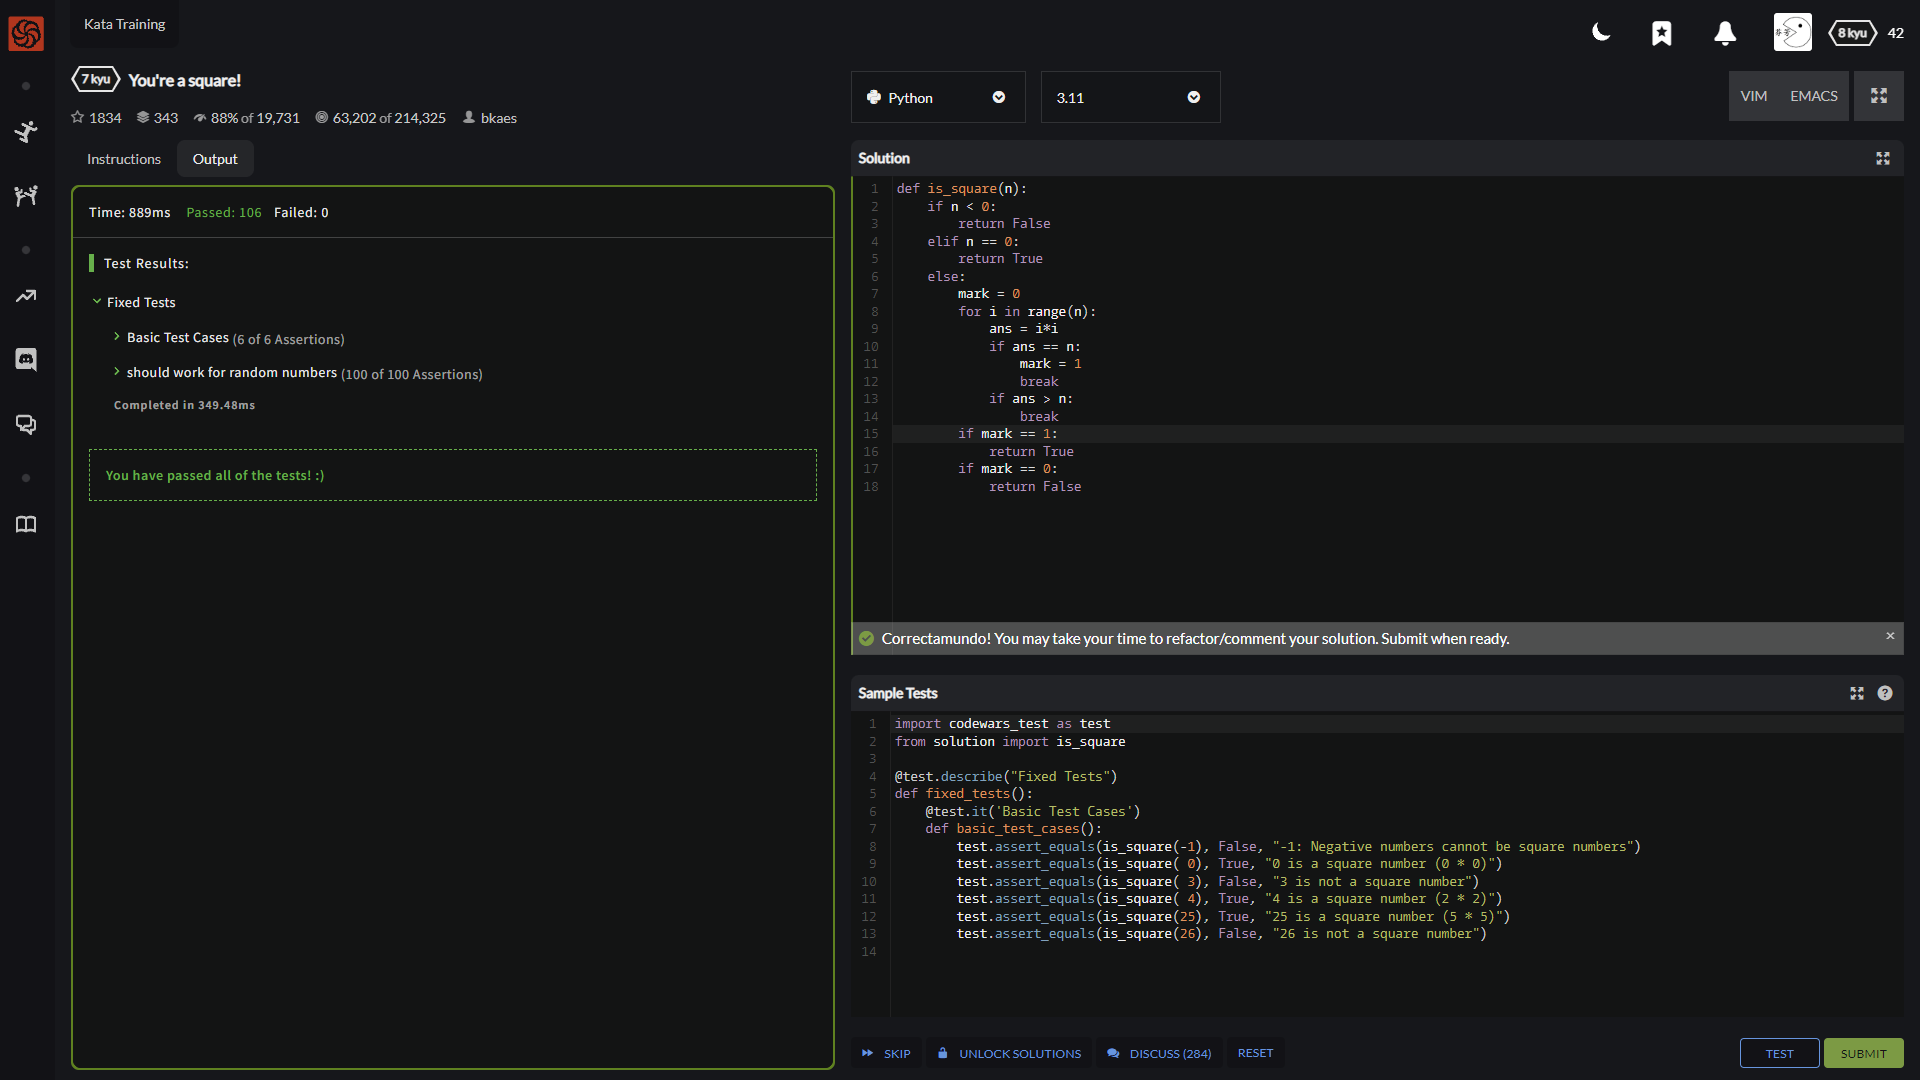 Kata Training
8 kyu
42
7 kyu
You're a square!
1834
343
88% of 19,731
63,202 of 214,325
bkaes
Instructions
Output
Time: 889ms Passed: 106 Failed: 0
Test Results:
Fixed Tests
Basic Test Cases (6 of 6 Assertions)
should work for random numbers (100 of 100 Assertions)
Completed in 349.48ms
You have passed all of the tests! :)
Python
3.11
VIM
EMACS
Solution
1 def is_square(n):
2     if n < 0:
3         return False
4     elif n == 0:
5         return True
6     else:
7         mark = 0
8         for i in range(n):
9             ans = i*i
10             if ans == n:
11                 mark = 1
12                 break
13             if ans > n:
14                 break
15         if mark == 1:
16             return True
17         if mark == 0:
18             return False
Correctamundo! You may take your time to refactor/comment your solution. Submit when ready.
×
Sample Tests
?
1 import codewars_test as test
2 from solution import is_square
3
4 @test.describe("Fixed Tests")
5 def fixed_tests():
6     @test.it('Basic Test Cases')
7     def basic_test_cases():
8         test.assert_equals(is_square(-1), False, "-1: Negative numbers cannot be square numbers")
9         test.assert_equals(is_square( 0), True, "0 is a square number (0 * 0)")
10         test.assert_equals(is_square( 3), False, "3 is not a square number")
11         test.assert_equals(is_square( 4), True, "4 is a square number (2 * 2)")
12         test.assert_equals(is_square(25), True, "25 is a square number (5 * 5)")
13         test.assert_equals(is_square(26), False, "26 is not a square number")
14
SKIP
UNLOCK SOLUTIONS
DISCUSS (284)
RESET
TEST
SUBMIT